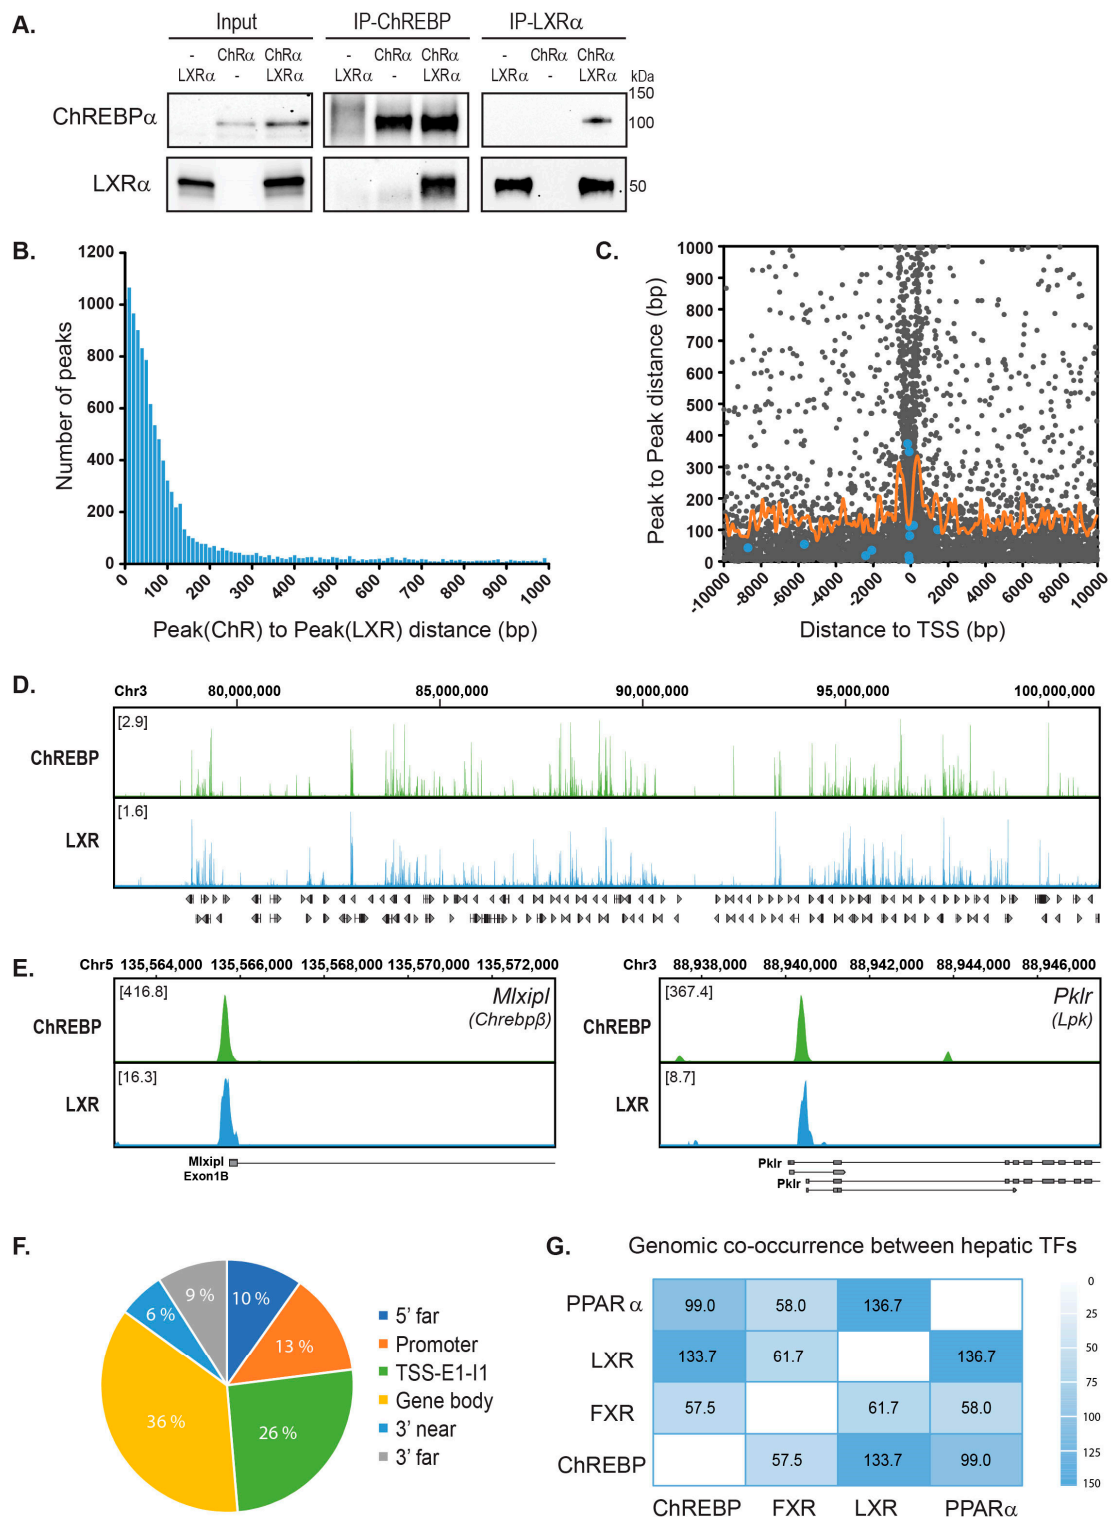 A.
Input IP-ChREBP IP-LXRα
- ChRα ChRα - ChRα ChRα - ChRα ChRα
LXRα - LXRα LXRα - LXRα LXRα - LXRα kDa
150
ChREBPα 100
LXRα 50
B.
Number of peaks
1200
1000
800
600
400
200
0
0 100 200 300 400 500 600 700 800 900 1000
Peak(ChR) to Peak(LXR) distance (bp)
C.
Peak to Peak distance (bp)
1000
900
800
700
600
500
400
300
200
100
0
-10000 -8000 -6000 -4000 -2000 0 2000 4000 6000 8000 10000
Distance to TSS (bp)
D.
Chr3 80,000,000 85,000,000 90,000,000 95,000,000 100,000,000
[2.9]
ChREBP
[1.6]
LXR
E.
Chr5 135,564,000 135,566,000 135,568,000 135,570,000 135,572,000
[416.8] Mlxipl
(Chrebpβ)
ChREBP
[16.3]
LXR
Mlxipl
Exon1B
Chr3 88,938,000 88,940,000 88,942,000 88,944,000 88,946,000
[367.4] Pklr
(Lpk)
ChREBP
[8.7]
LXR
Pklr
Pklr
F.
9 % 10 %
6 % 13 %
36 % 26 %
5’ far
Promoter
TSS-E1-I1
Gene body
3’ near
3’ far
G. Genomic co-occurrence between hepatic TFs
PPAR α 99.0 58.0 136.7
LXR 133.7 61.7 136.7
FXR 57.5 61.7 58.0
ChREBP 57.5 133.7 99.0
ChREBP FXR LXR PPARα
0
25
50
75
100
125
150